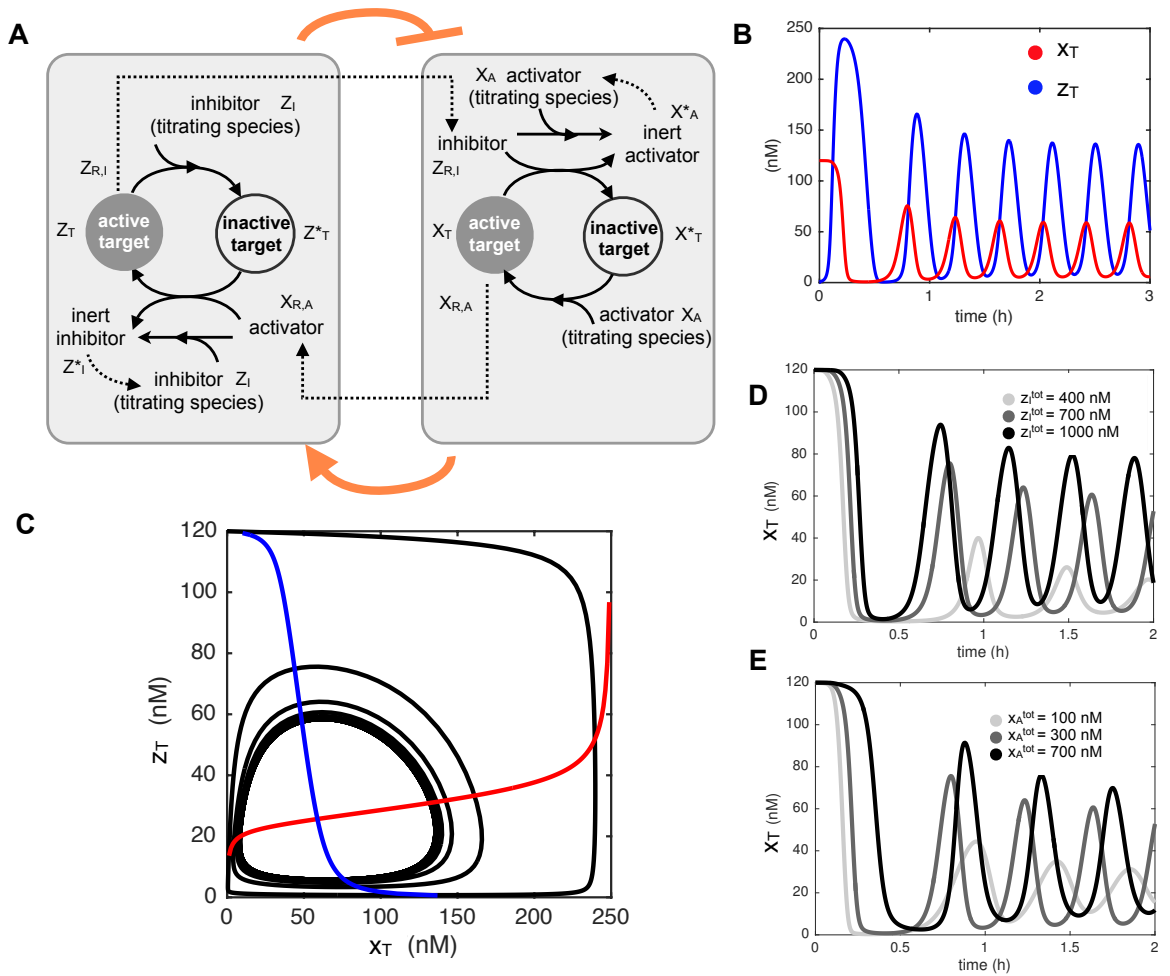 A
inhibitor Z_I
(titrating species)
Z_{R,I}
Z_T
active
target
inactive
target
Z*_T
X_{R,A}
inert
inhibitor
activator
Z*_I
inhibitor Z_I
(titrating species)
X_A activator
(titrating species)
X*_A
inhibitor
inert
activator
Z_{R,I}
X_T
active
target
inactive
target
X*_T
X_{R,A}
activator X_A
(titrating species)
B
X_T
Z_T
250
200
150
100
50
0
(nM)
0
1
2
3
time (h)
C
120
100
80
60
40
20
0
Z_T (nM)
0
50
100
150
200
250
X_T (nM)
D
120
100
80
60
40
20
0
X_T (nM)
z_I^tot = 400 nM
z_I^tot = 700 nM
z_I^tot = 1000 nM
0
0.5
1
1.5
2
time (h)
E
120
100
80
60
40
20
0
X_T (nM)
x_A^tot = 100 nM
x_A^tot = 300 nM
x_A^tot = 700 nM
0
0.5
1
1.5
2
time (h)